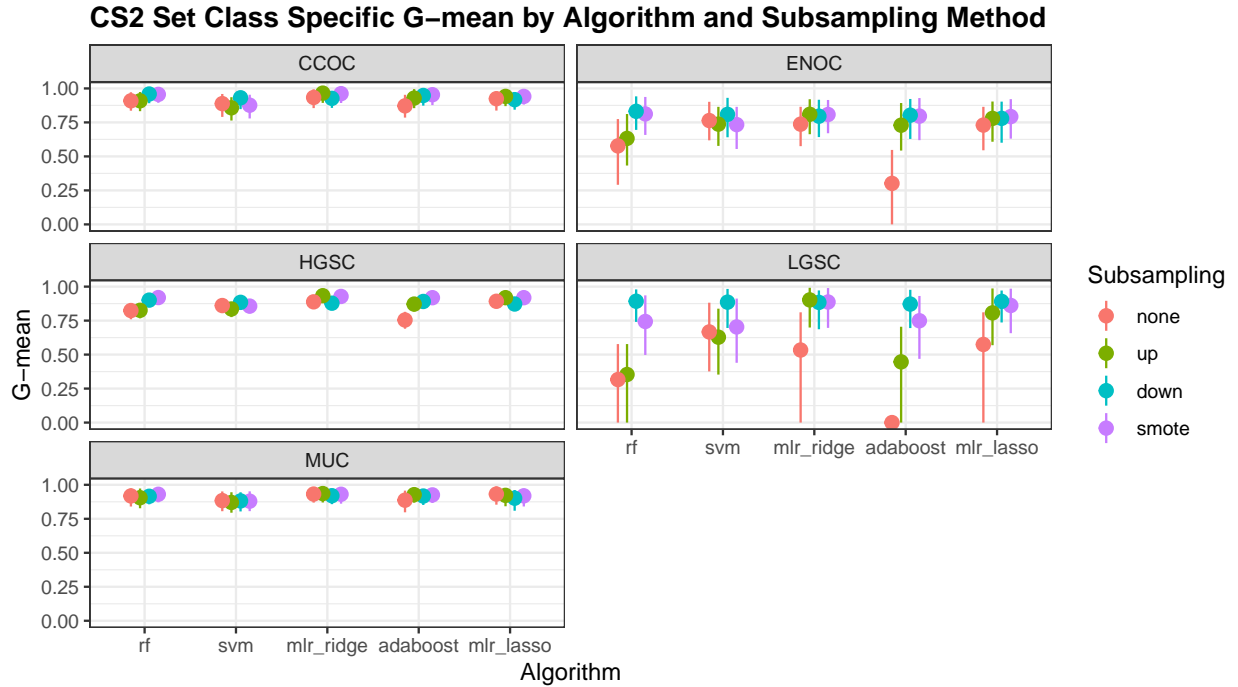 CS2 Set Class Specific G−mean by Algorithm and Subsampling Method
CCOC
ENOC
1.00
0.75
0.50
0.25
0.00
HGSC
LGSC
1.00
0.75
0.50
0.25
0.00
rf svm mlr_ridge adaboost mlr_lasso
MUC
1.00
0.75
0.50
0.25
0.00
rf svm mlr_ridge adaboost mlr_lasso
G−mean
Algorithm
Subsampling
none
up
down
smote